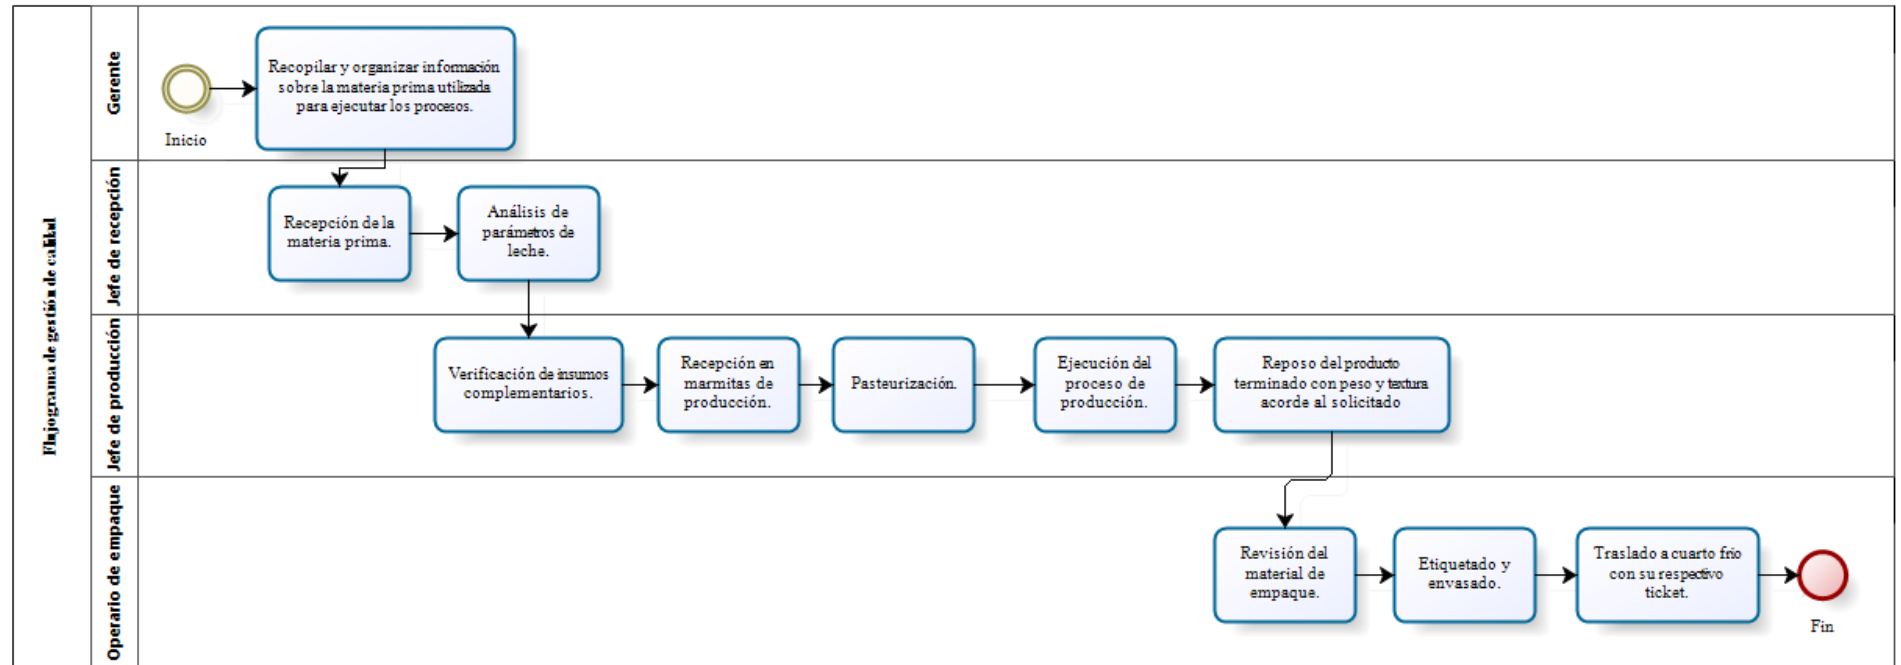 Flujograma de gestión de calidad
Gerente
Inicio
Recopilar y organizar información
sobre la materia prima utilizada
para ejecutar los procesos.
Jefe de recepción
Recepción de la
materia prima.
Análisis de
parámetros de
leche.
Jefe de producción
Verificación de insumos
complementarios.
Recepción en
marmitas de
producción.
Pasteurización.
Ejecución del
proceso de
producción.
Reposo del producto
terminado con peso y textura
acorde al solicitado
Operario de empaque
Revisión del
material de
empaque.
Etiquetado y
envasado.
Traslado a cuarto frio
con su respectivo
ticket.
Fin